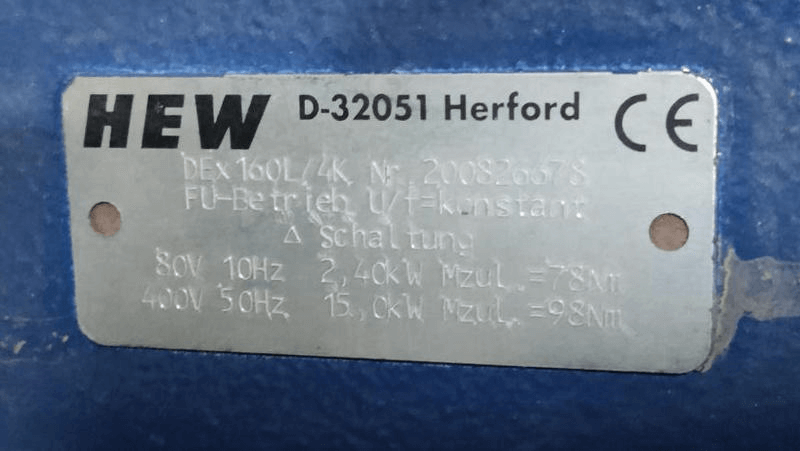 HEW D-32051 Herford CE
DEx160L/4K Nr. 200826678
FU-Betrieb U/f=konstant
Δ Schaltung
80V 10Hz 2,40kW Mzul.=78Nm
400V 50Hz 15,0kW Mzul.=98Nm